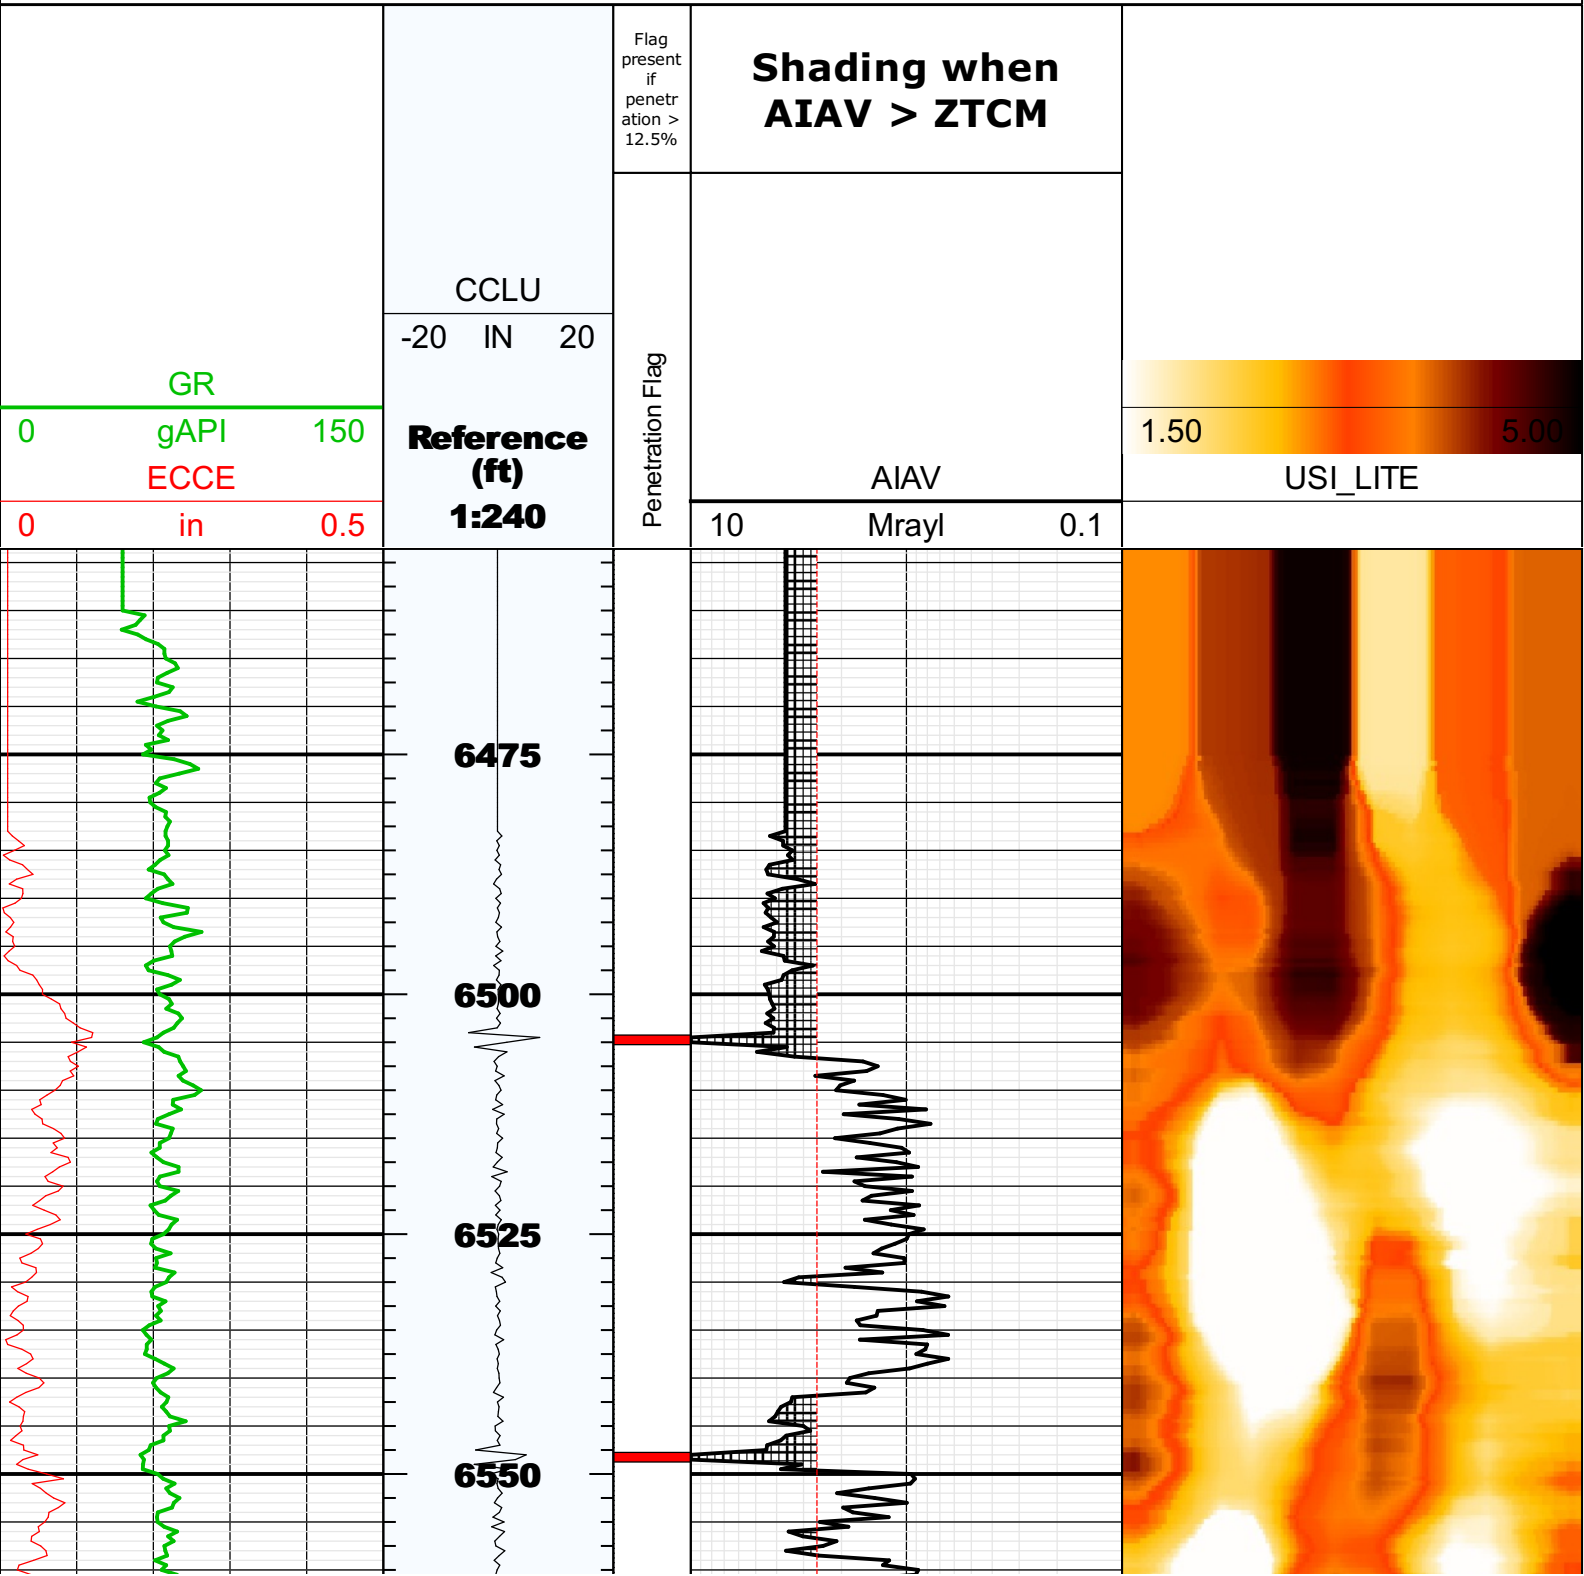 Flag
present
if
penetr
ation >
12.5%
Shading when
AIAV > ZTCM
CCLU
-20 IN 20
GR
0 gAPI 150
ECCE
0 in 0.5
Reference
(ft)
1:240
Penetration Flag
AIAV
10 Mrayl 0.1
1.50 5.00
USI_LITE
6475
6500
6525
6550